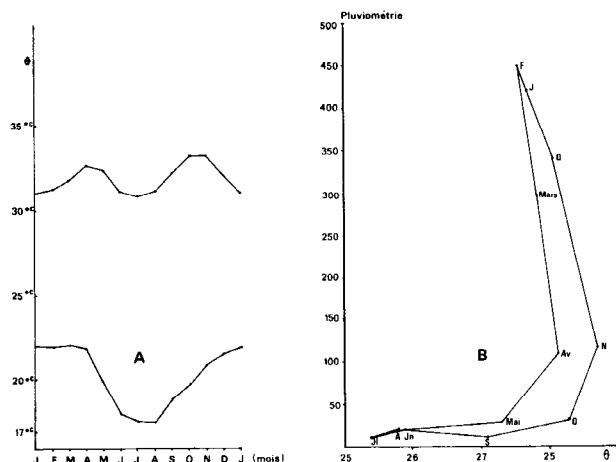 θ
35°C
30°C
25°C
20°C
17°C
A
J F M A M J J A S O N D J (mois)
Pluviométrie
500
450
400
350
300
250
200
150
100
50
F
J
D
Mars
N
Av
B
Mai
O
Jl
A
Jn
S
25
26
27
25
θ